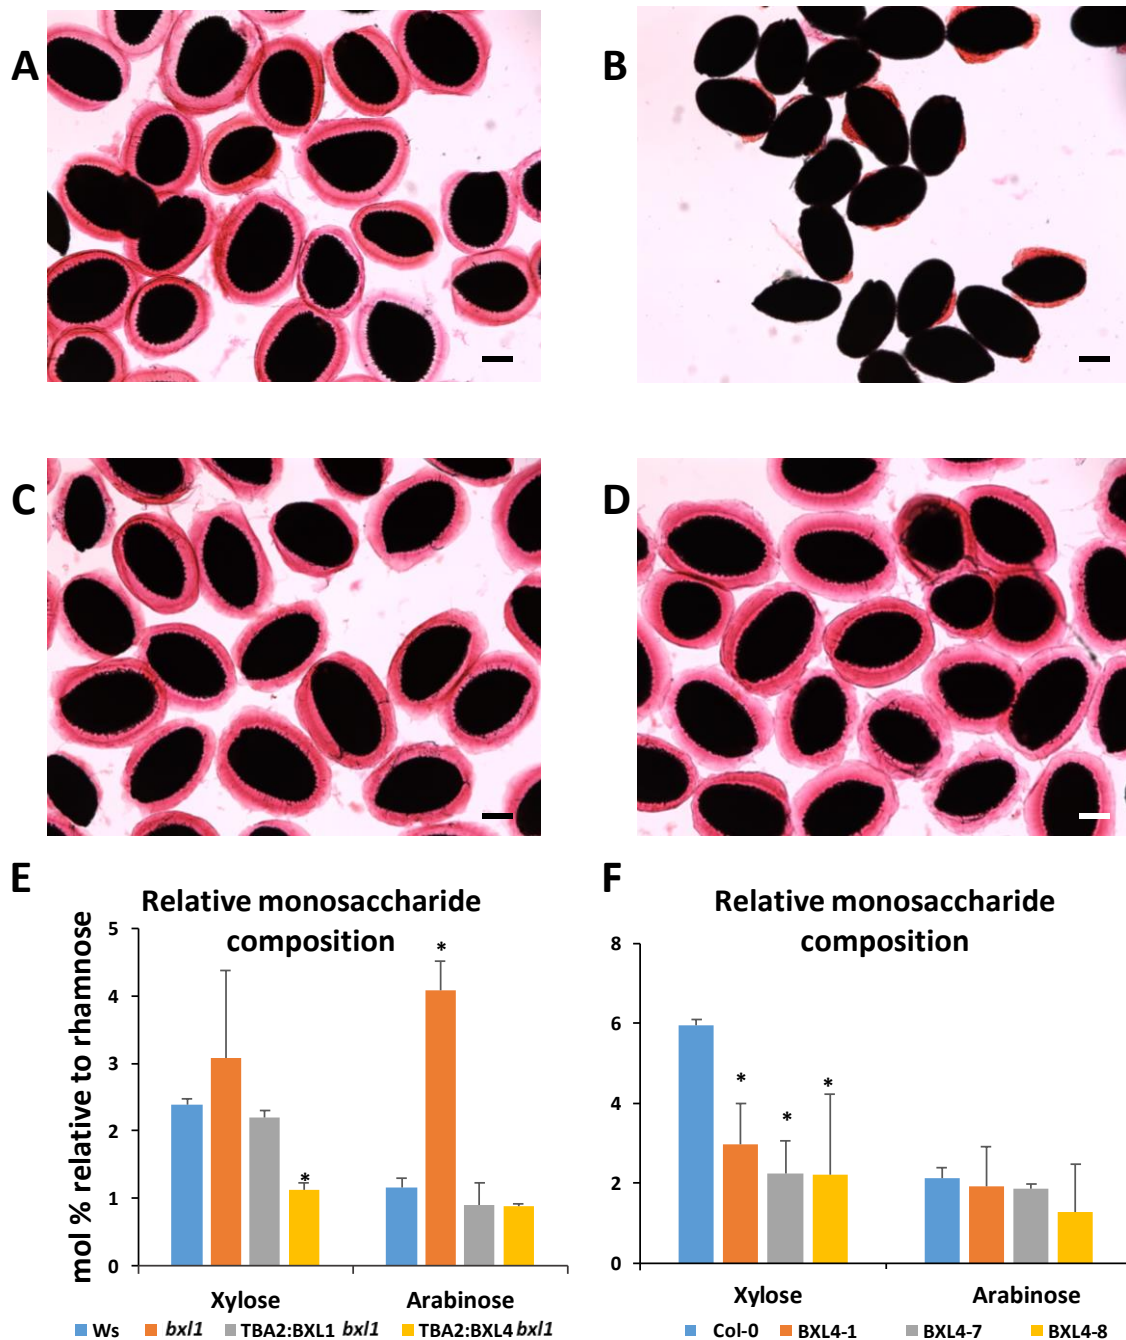 A
B
C
D
E
Relative monosaccharide
composition
mol % relative to rhamnose
5
4
3
2
1
0
*
*
Xylose
Arabinose
Ws
bxl1
TBA2:BXL1 bxl1
TBA2:BXL4 bxl1
F
Relative monosaccharide
composition
8
6
4
2
0
*
*
*
Xylose
Arabinose
Col-0
BXL4-1
BXL4-7
BXL4-8